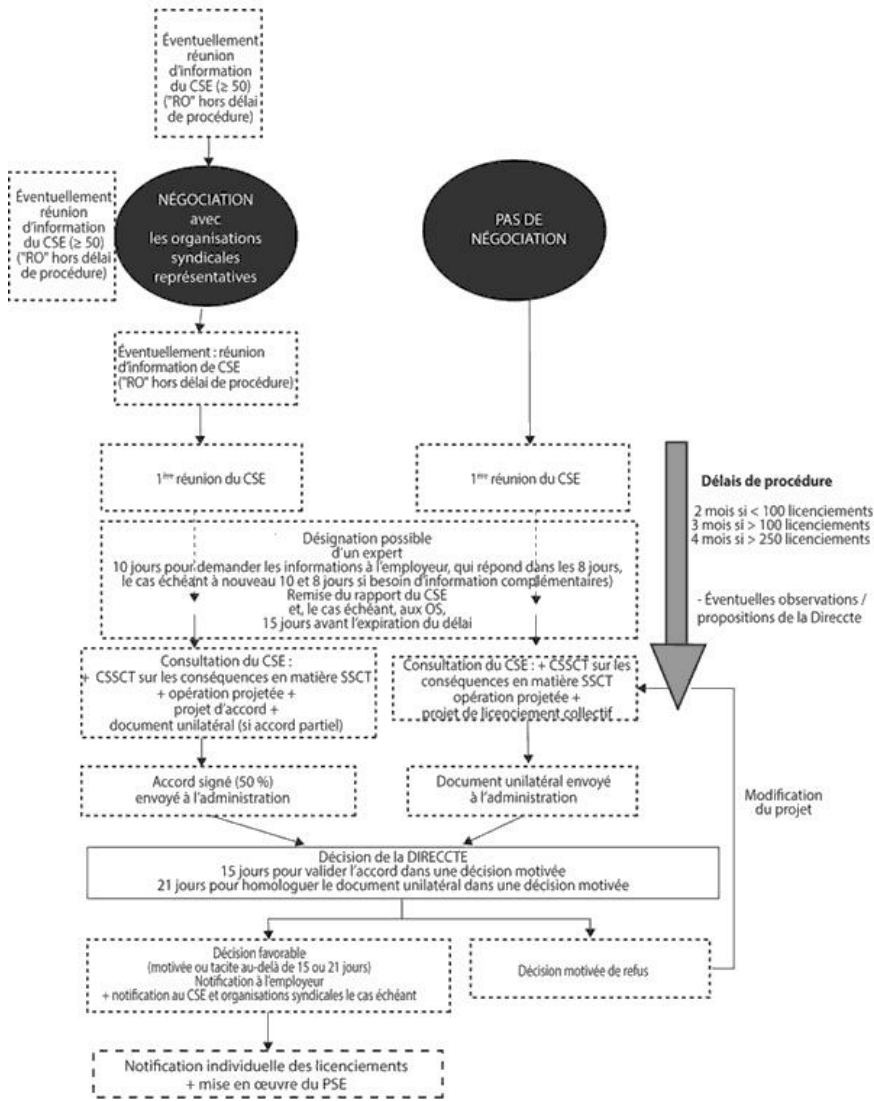 Éventuellement
réunion
d'information
du CSE (≥ 50)
("RO" hors délai
de procédure)
Éventuellement
réunion
d'information
du CSE (≥ 50)
("RO" hors délai
de procédure)
NÉGOCIATION
avec
les organisations
syndicales
représentatives
PAS DE
NÉGOCIATION
Éventuellement : réunion
d'information de CSE
("RO" hors délai de procédure)
1ère réunion du CSE
1ère réunion du CSE
Délais de procédure
2 mois si < 100 licenciements
3 mois si > 100 licenciements
4 mois si > 250 licenciements
- Éventuelles observations /
propositions de la Direccte
Désignation possible
d'un expert
10 jours pour demander les informations à l'employeur, qui répond dans les 8 jours,
le cas échéant à nouveau 10 et 8 jours si besoin d'information complémentaires)
Remise du rapport du CSE
et, le cas échéant, aux OS,
15 jours avant l'expiration du délai
Consultation du CSE :
+ CSSCT sur les conséquences en matière SSCT
+ opération projetée +
projet d'accord +
document unilatéral (si accord partiel)
Consultation du CSE : + CSSCT sur les
conséquences en matière SSCT
opération projetée +
projet de licenciement collectif
Accord signé (50 %)
envoyé à l'administration
Document unilatéral envoyé
à l'administration
Modification
du projet
Décision de la DIRECCTE
15 jours pour valider l'accord dans une décision motivée
21 jours pour homologuer le document unilatéral dans une décision motivée
Décision favorable
(motivée ou tacite au-delà de 15 ou 21 jours)
Notification à l'employeur
+ notification au CSE et organisations syndicales le cas échéant
Décision motivée de refus
Notification individuelle des licenciements
+ mise en œuvre du PSE